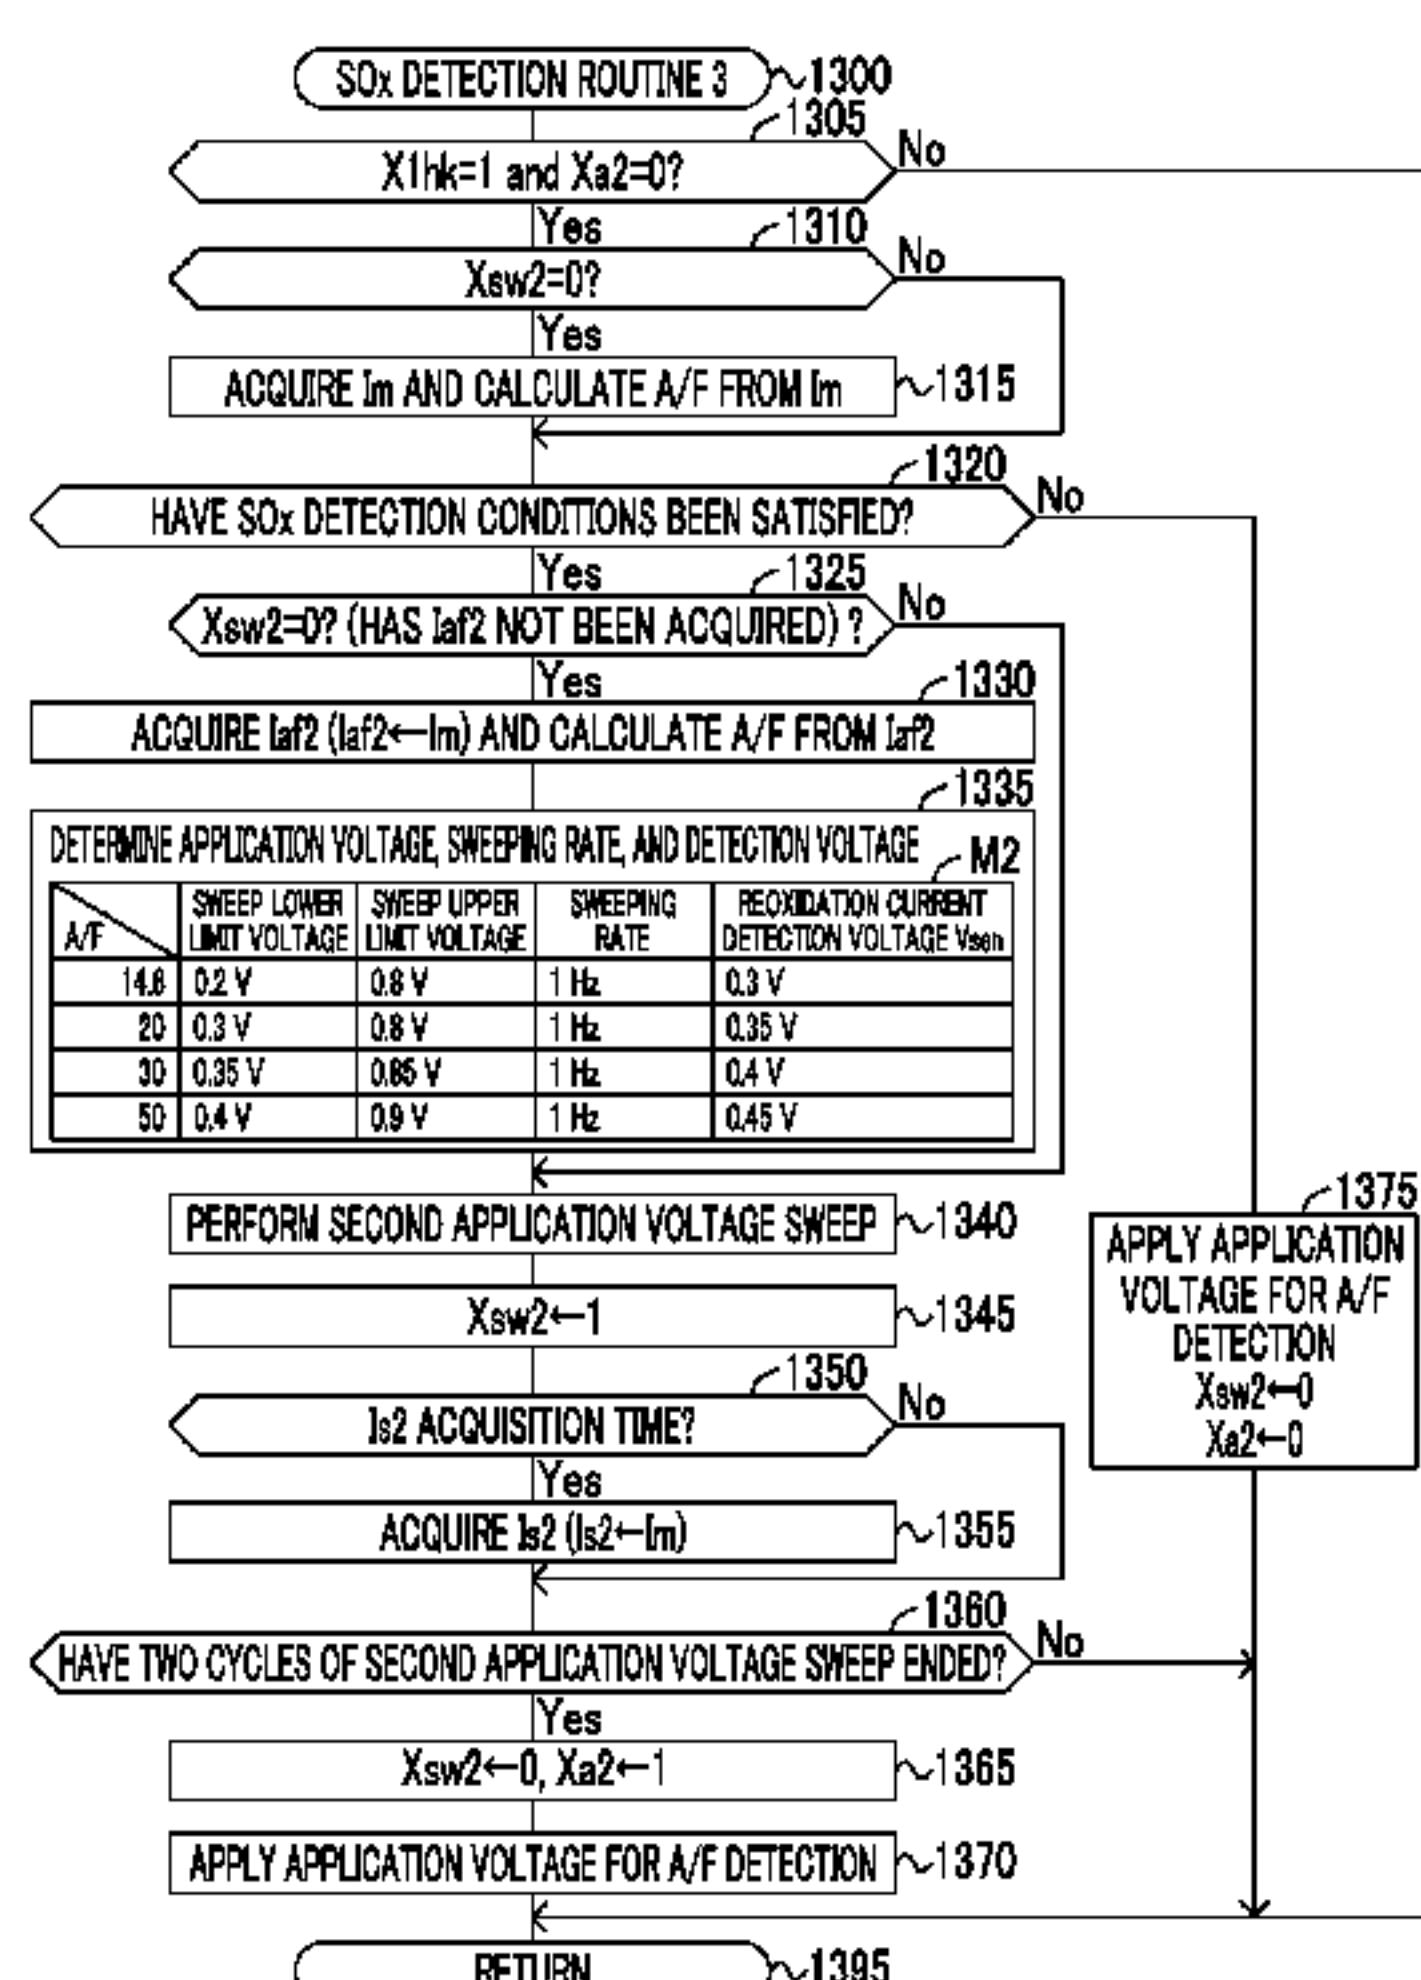 SOx DETECTION ROUTINE 3
1300
1305
X1hk=1 and Xa2=0?
No
Yes
1310
Xsw2=0?
No
Yes
ACQUIRE Im AND CALCULATE A/F FROM Im
1315
1320
HAVE SOx DETECTION CONDITIONS BEEN SATISFIED?
No
Yes
1325
Xsw2=0? (HAS Iaf2 NOT BEEN ACQUIRED) ?
No
Yes
1330
ACQUIRE Iaf2 (Iaf2←Im) AND CALCULATE A/F FROM Iaf2
1335
DETERMINE APPLICATION VOLTAGE, SWEEPING RATE, AND DETECTION VOLTAGE
M2
A/F SWEEP LOWER LIMIT VOLTAGE SWEEP UPPER LIMIT VOLTAGE SWEEPING RATE REOXIDATION CURRENT DETECTION VOLTAGE Vsen
14.6 0.2 V 0.8 V 1 Hz 0.3 V
20 0.3 V 0.8 V 1 Hz 0.35 V
30 0.35 V 0.85 V 1 Hz 0.4 V
50 0.4 V 0.9 V 1 Hz 0.45 V
PERFORM SECOND APPLICATION VOLTAGE SWEEP
1340
Xsw2←1
1345
1350
Is2 ACQUISITION TIME?
No
Yes
ACQUIRE Is2 (Is2←Im)
1355
1360
HAVE TWO CYCLES OF SECOND APPLICATION VOLTAGE SWEEP ENDED?
No
Yes
Xsw2←0, Xa2←1
1365
APPLY APPLICATION VOLTAGE FOR A/F DETECTION
1370
1375
APPLY APPLICATION
VOLTAGE FOR A/F
DETECTION
Xsw2←0
Xa2←0
RETURN
1395